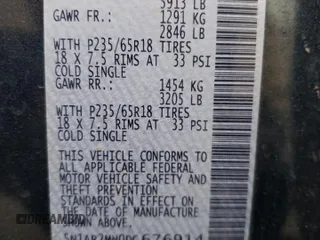 5913 LB
GAWR FR.: 1291 KG
2846 LB
WITH P235/65R18 TIRES
18 X 7.5 RIMS AT 33 PSI
COLD SINGLE
GAWR RR.: 1454 KG
3205 LB
WITH P235/65R18 TIRES
18 X 7.5 RIMS AT 33 PSI
COLD SINGLE
THIS VEHICLE CONFORMS TO
ALL APPLICABLE FEDERAL
MOTOR VEHICLE SAFETY AND
THEFT PREVENTION
STANDARDS IN EFFECT ON
THE DATE OF MANUFACTURE
SHOWN ABOVE.